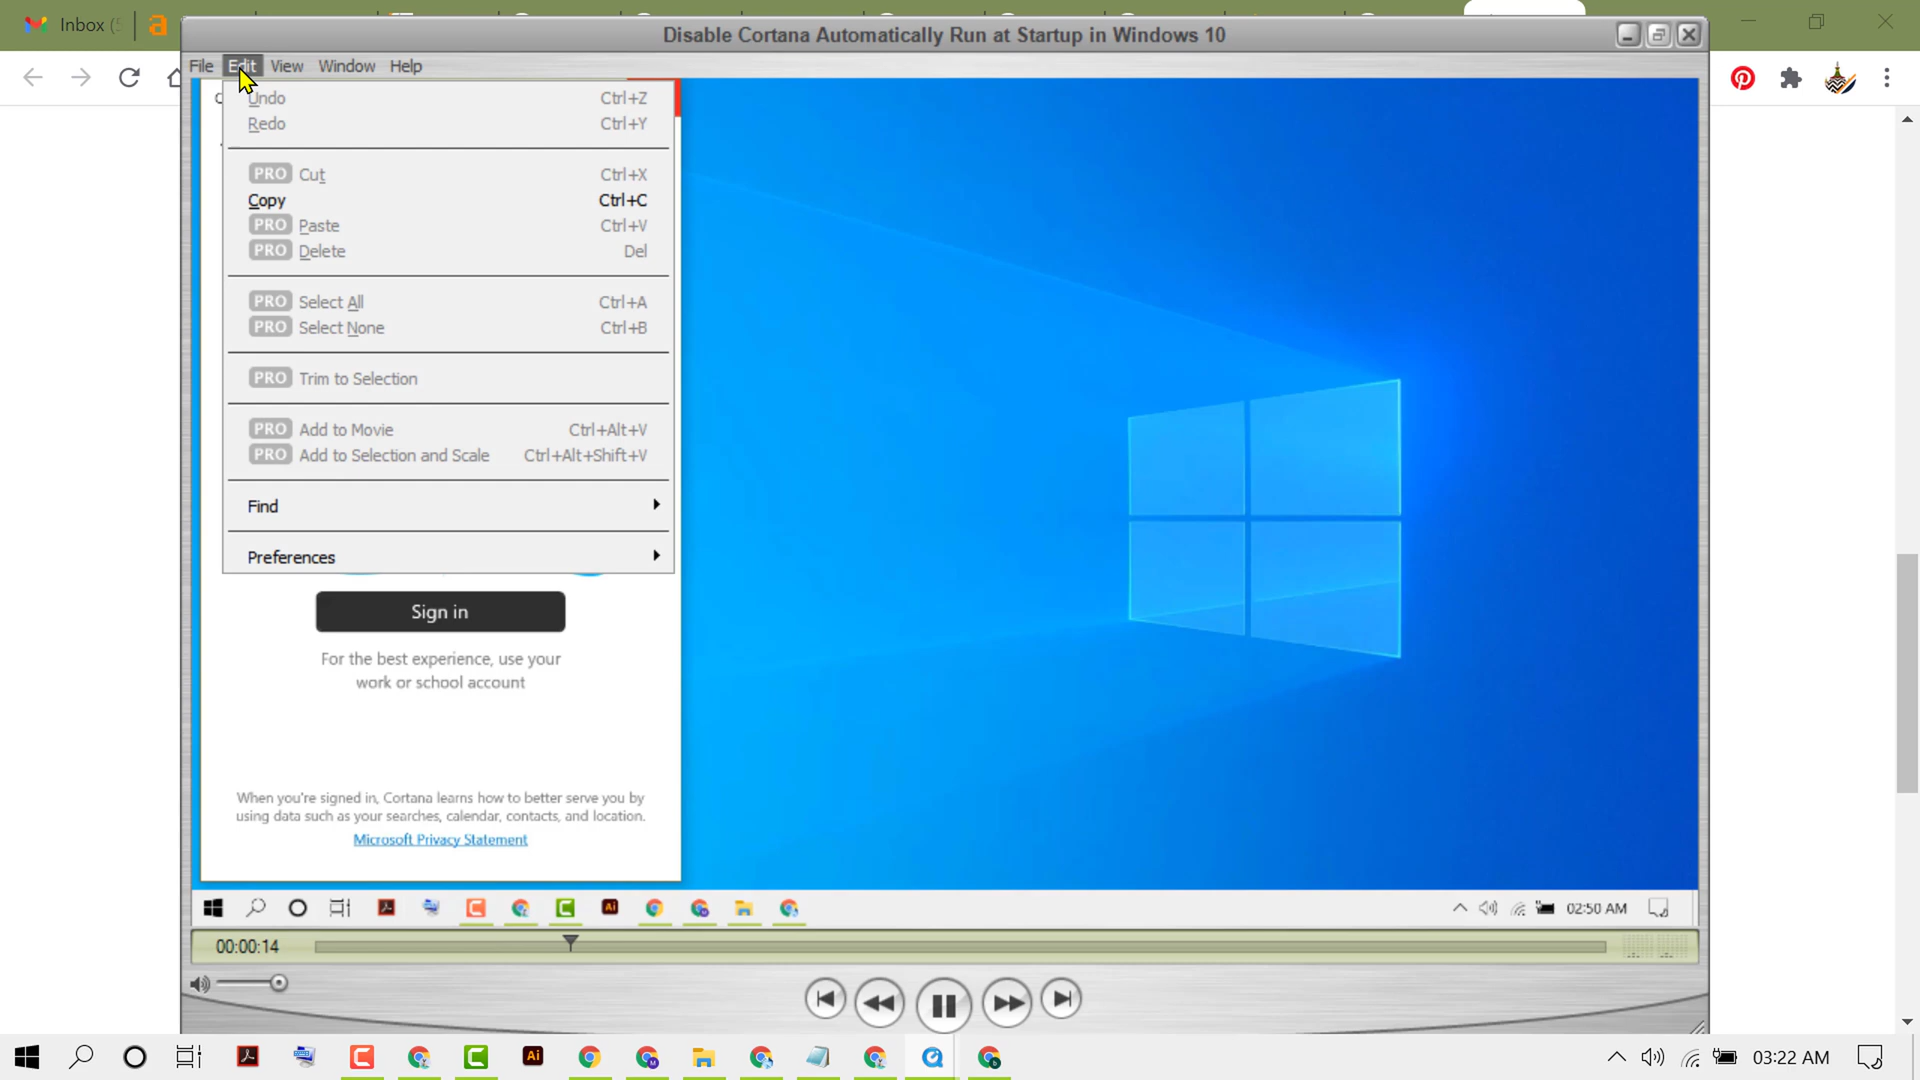 Inbox (
Disable Cortana Automatically Run at Startup in Windows 10
File Edit View Window Help
Undo Ctrl+Z
Redo Ctrl+Y
PRO Cut Ctrl+X
Copy Ctrl+C
PRO Paste Ctrl+V
PRO Delete Del
PRO Select All Ctrl+A
PRO Select None Ctrl+B
PRO Trim to Selection
PRO Add to Movie Ctrl+Alt+V
PRO Add to Selection and Scale Ctrl+Alt+Shift+V
Find
Preferences
Sign in
For the best experience, use your
work or school account
When you're signed in, Cortana learns how to better serve you by
using data such as your searches, calendar, contacts, and location.
Microsoft Privacy Statement
Ai
02:50 AM
00:00:14
Ai
03:22 AM